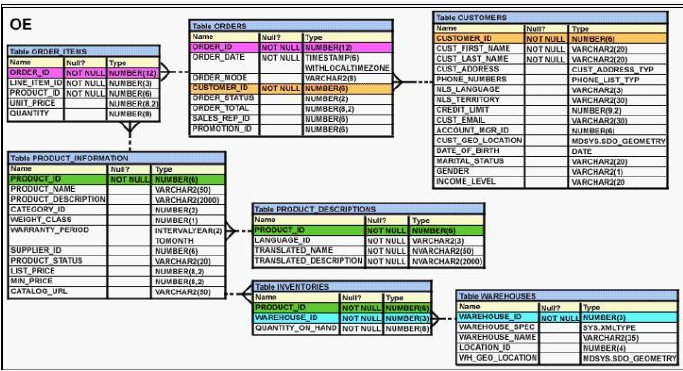 OE
Table ORDER_ITEMS
Name Null? Type
ORDER_ID NOT NULL NUMBER(12)
LINE_ITEM_ID NOT NULL NUMBER(3)
PRODUCT_ID NOT NULL NUMBER(6)
UNIT_PRICE NUMBER(8,2)
QUANTITY NUMBER(8)
Table ORDERS
Name Null? Type
ORDER_ID NOT NULL NUMBER(12)
ORDER_DATE NOT NULL TIMESTAMP(6)
WITHLOCALTIMEZONE
ORDER_MODE VARCHAR2(8)
CUSTOMER_ID NOT NULL NUMBER(6)
ORDER_STATUS NUMBER(2)
ORDER_TOTAL NUMBER(8,2)
SALES_REP_ID NUMBER(6)
PROMOTION_ID NUMBER(6)
Table CUSTOMERS
Name Null? Type
CUSTOMER_ID NOT NULL NUMBER(6)
CUST_FIRST_NAME NOT NULL VARCHAR2(20)
CUST_LAST_NAME NOT NULL VARCHAR2(20)
CUST_ADDRESS CUST_ADDRESS_TYP
PHONE_NUMBERS PHONE_LIST_TYP
NLS_LANGUAGE VARCHAR2(3)
NLS_TERRITORY VARCHAR2(30)
CREDIT_LIMIT NUMBER(9,2)
CUST_EMAIL VARCHAR2(30)
ACCOUNT_MGR_ID NUMBER(6)
CUST_GEO_LOCATION MDSYS.SDO_GEOMETRY
DATE_OF_BIRTH DATE
MARITAL_STATUS VARCHAR2(20)
GENDER VARCHAR2(1)
INCOME_LEVEL VARCHAR2(20
Table PRODUCT_INFORMATION
Name Null? Type
PRODUCT_ID NOT NULL NUMBER(6)
PRODUCT_NAME VARCHAR2(50)
PRODUCT_DESCRIPTION VARCHAR2(2000)
CATEGORY_ID NUMBER(2)
WEIGHT_CLASS NUMBER(1)
WARRANTY_PERIOD INTERVALYEAR(2)
TOMONTH
SUPPLIER_ID NUMBER(6)
PRODUCT_STATUS VARCHAR2(20)
LIST_PRICE NUMBER(8,2)
MIN_PRICE NUMBER(8,2)
CATALOG_URL VARCHAR2(50)
Table PRODUCT_DESCRIPTIONS
Name Null? Type
PRODUCT_ID NOT NULL NUMBER(6)
LANGUAGE_ID NOT NULL VARCHAR2(3)
TRANSLATED_NAME NOT NULL NVARCHAR2(50)
TRANSLATED_DESCRIPTION NOT NULL NVARCHAR2(2000)
Table INVENTORIES
Name Null? Type
PRODUCT_ID NOT NULL NUMBER(6)
WAREHOUSE_ID NOT NULL NUMBER(3)
QUANTITY_ON_HAND NOT NULL NUMBER(8)
Table WAREHOUSES
Name Null? Type
WAREHOUSE_ID NOT NULL NUMBER(3)
WAREHOUSE_SPEC SYS.XMLTYPE
WAREHOUSE_NAME VARCHAR2(35)
LOCATION_ID NUMBER(4)
WH_GEO_LOCATION MDSYS.SDO_GEOMETRY